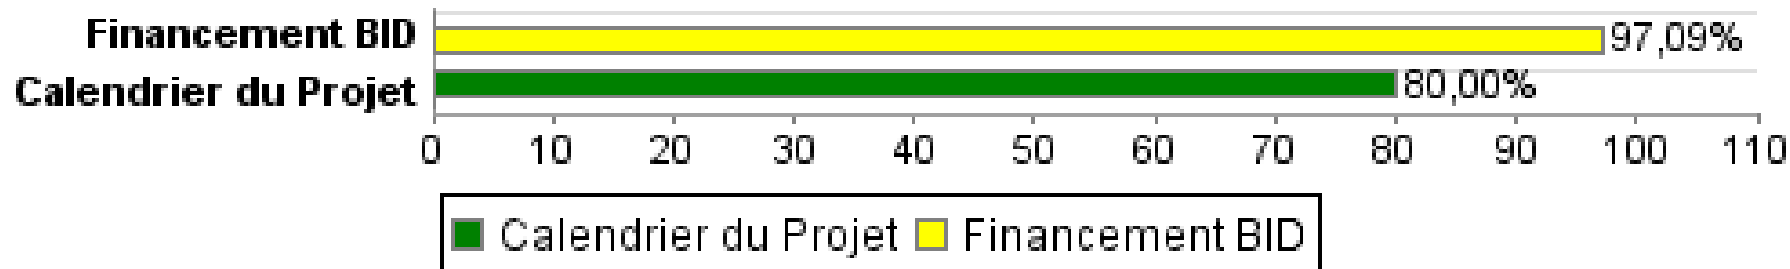 Financement BID 97,09%
Calendrier du Projet 80,00%
0 10 20 30 40 50 60 70 80 90 100 110
Calendrier du Projet Financement BID